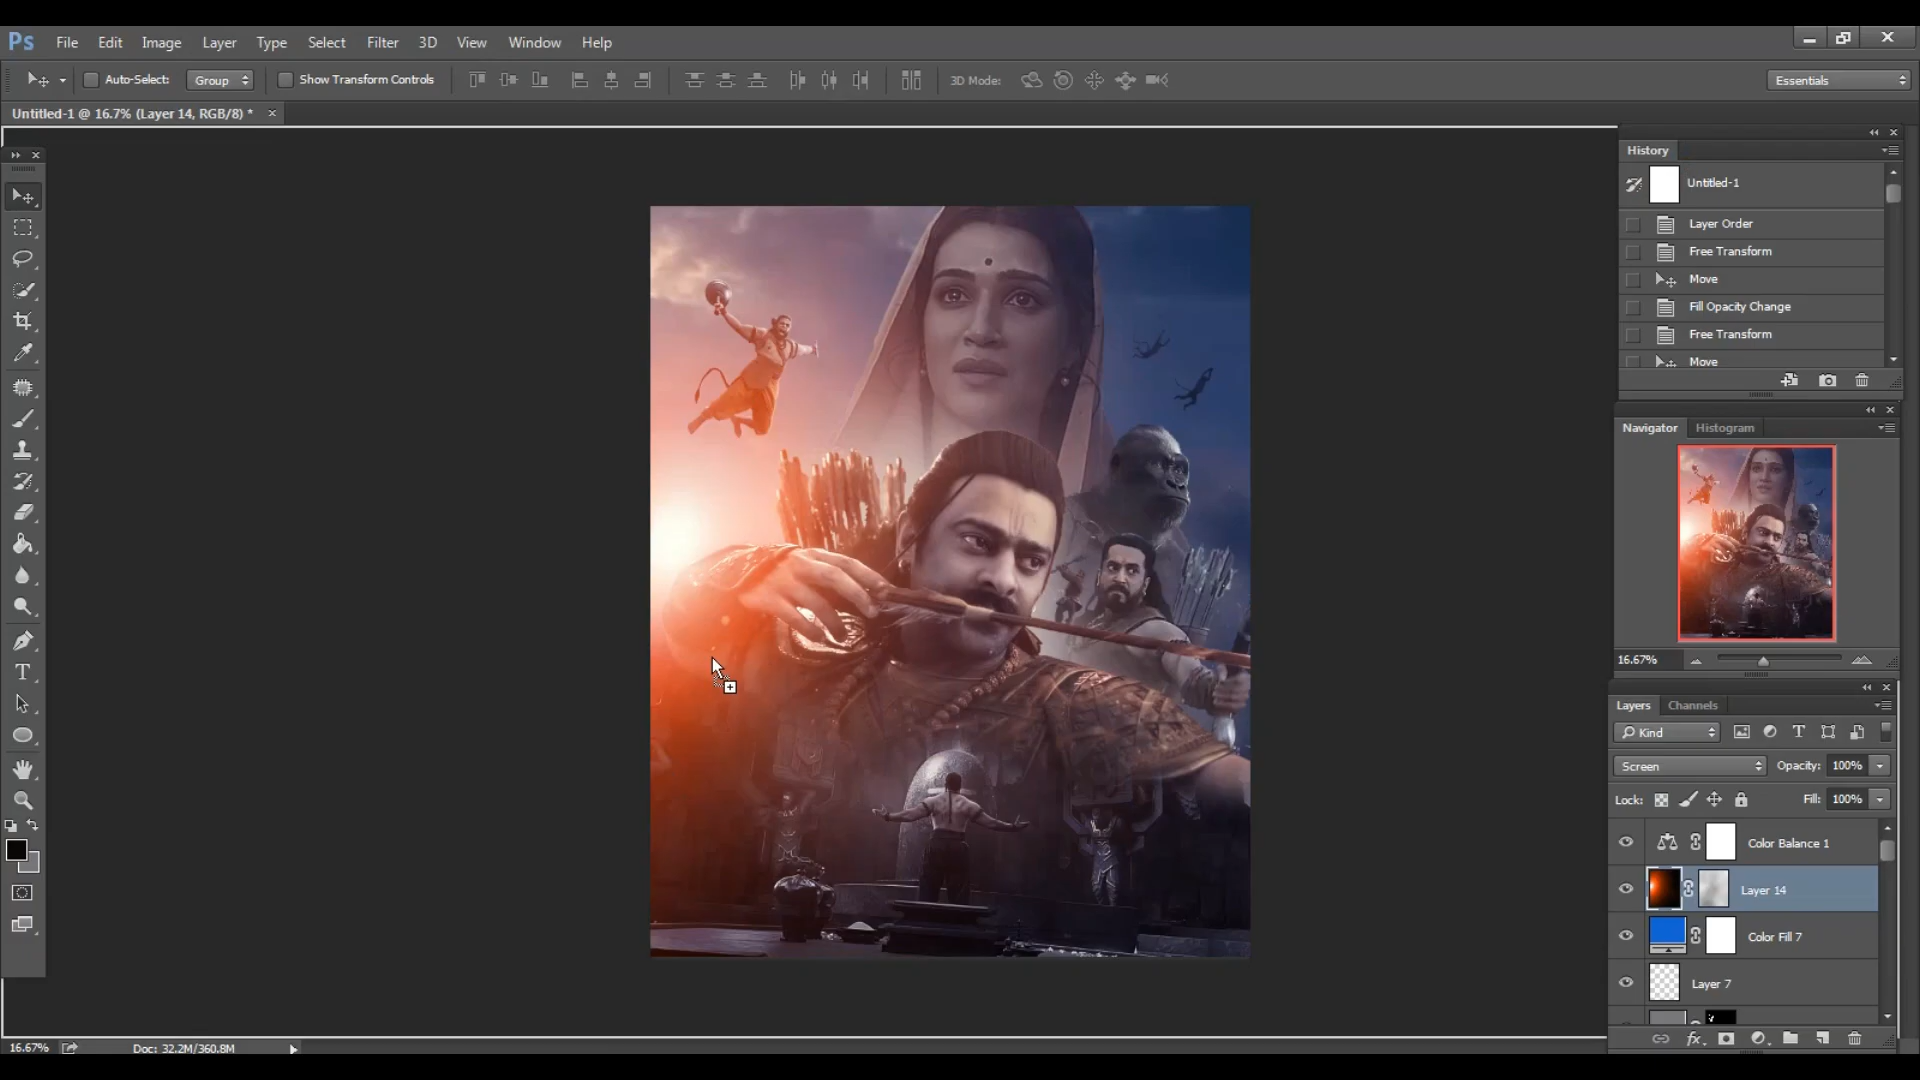 Ps File Edit Image Layer Type Select Filter 3D View Window Help
Auto-Select: Group Show Transform Controls 3D Mode: Essentials
Untitled-1 @ 16.7% (Layer 14, RGB/8) *
History
Untitled-1
Layer Order
Free Transform
Move
Fill Opacity Change
Free Transform
Move
Navigator Histogram
16.67%
Layers Channels
Kind
Screen Opacity: 100%
Lock: Fill: 100%
Color Balance 1
Layer 14
Color Fill 7
Layer 7
fx
16.67% Doc: 32.2M/360.8M